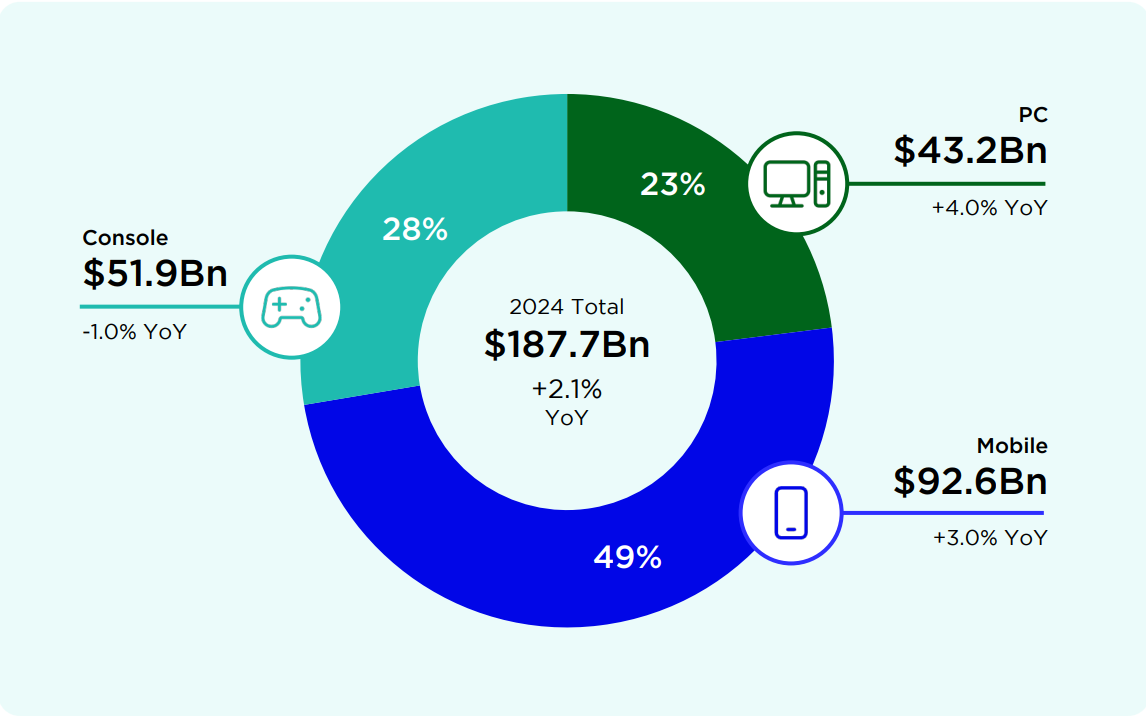 PC
$43.2Bn
+4.0% YoY
23%
28%
Console
$51.9Bn
-1.0% YoY
2024 Total
$187.7Bn
+2.1%
YoY
Mobile
$92.6Bn
+3.0% YoY
49%